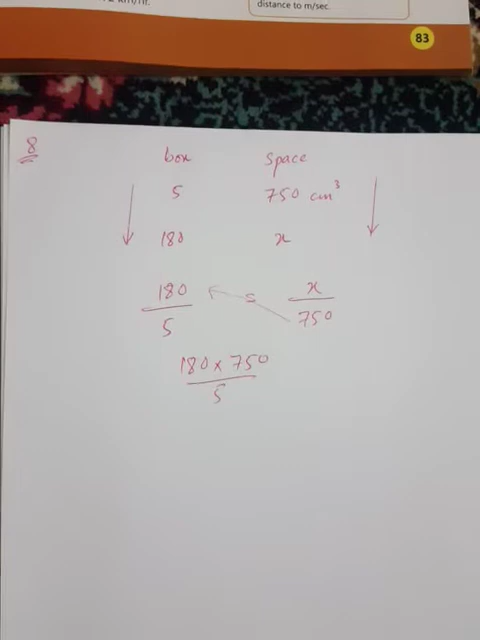 distance to m/sec.
83
8
box space
5 750 cm³
180 x
180/5 = x/750
180 x 750
5